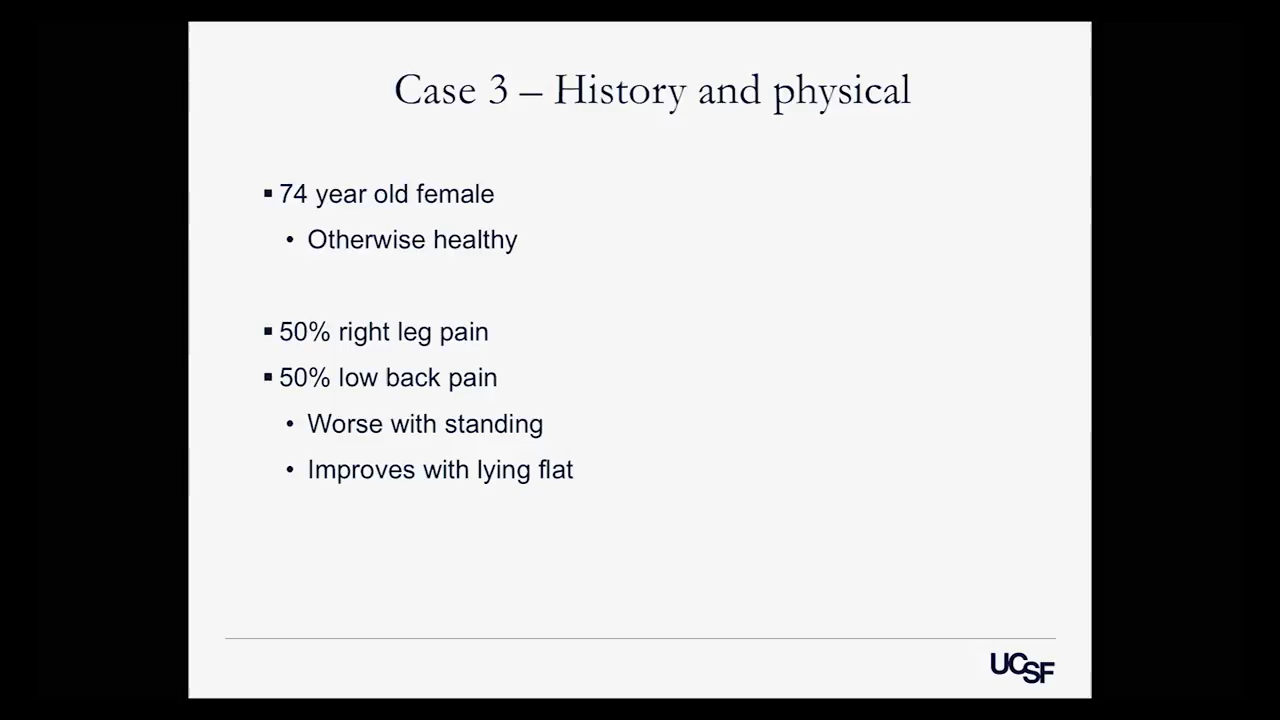 Case 3 – History and physical
▪ 74 year old female
• Otherwise healthy
▪ 50% right leg pain
▪ 50% low back pain
• Worse with standing
• Improves with lying flat
UCSF